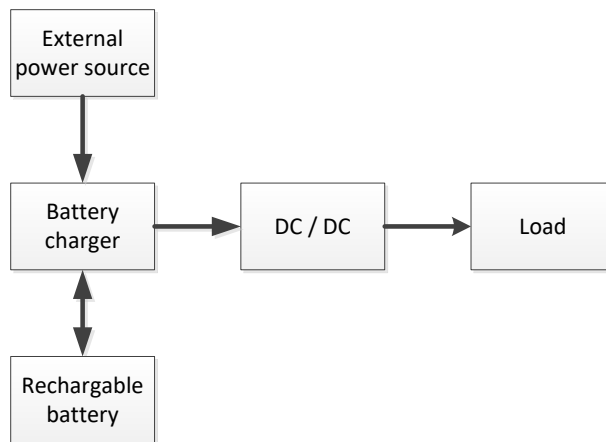 External
power source
Battery
charger
DC / DC
Load
Rechargable
battery